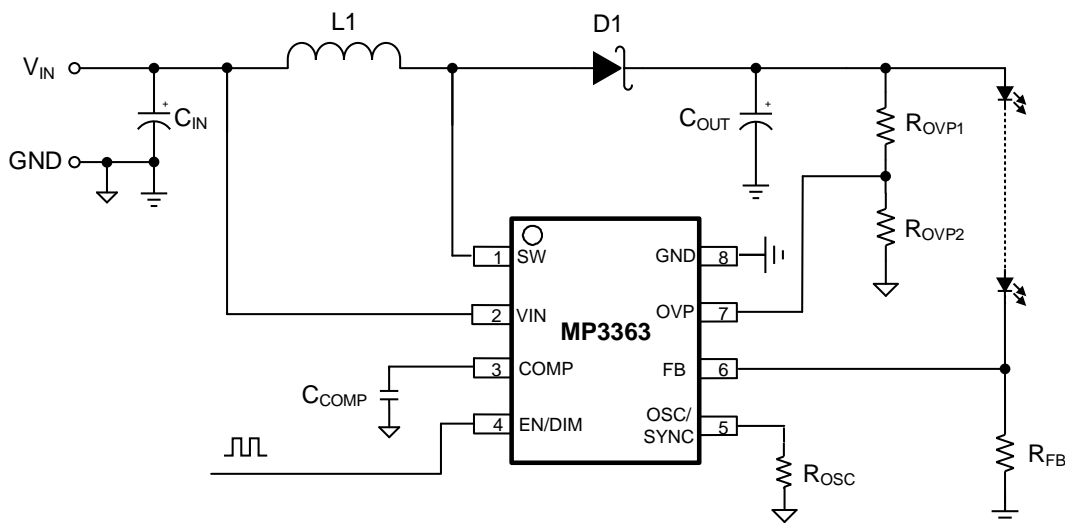 L1
D1
VIN
CIN
GND
COUT
ROVP1
ROVP2
1
SW
GND
8
2
VIN
OVP
7
MP3363
3
COMP
FB
6
CCOMP
4
EN/DIM
OSC/
SYNC
5
ROSC
RFB
+
+